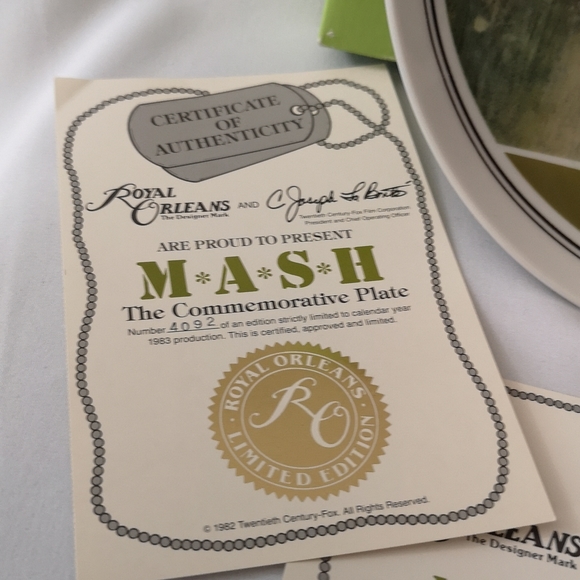 CERTIFICATE
OF
AUTHENTICITY
ROYAL
ORLEANS
The Designer Mark
AND
C. Joseph La Bonte
Twentieth Century Fox Film Corporation
President and Chief Operating Officer
ARE PROUD TO PRESENT
M*A*S*H
The Commemorative Plate
Number 4092 of an edition strictly limited to calendar year
1983 production. This is certified, approved and limited.
ROYAL ORLEANS
RO
LIMITED EDITION
© 1982 Twentieth Century-Fox. All Rights Reserved.
The Designer Mark